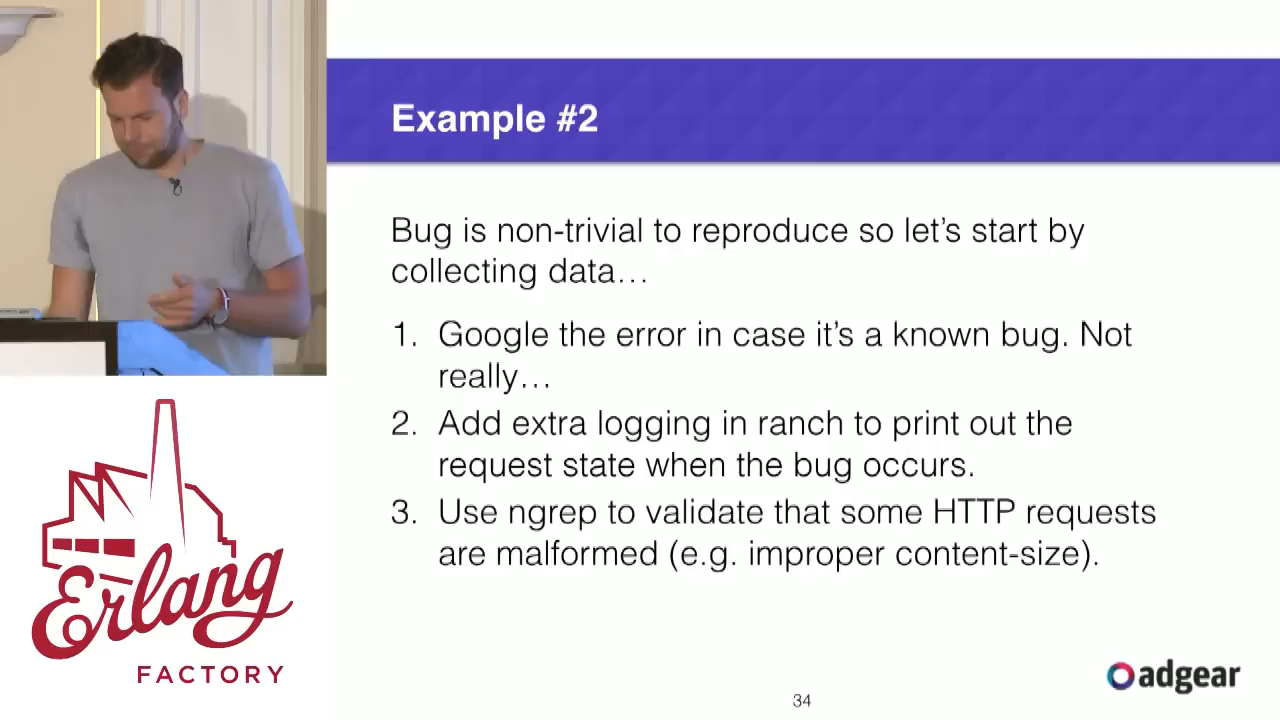 Example #2
Bug is non-trivial to reproduce so let's start by
collecting data…
1. Google the error in case it's a known bug. Not
really…
2. Add extra logging in ranch to print out the
request state when the bug occurs.
3. Use ngrep to validate that some HTTP requests
are malformed (e.g. improper content-size).
Erlang
FACTORY
adgear
34